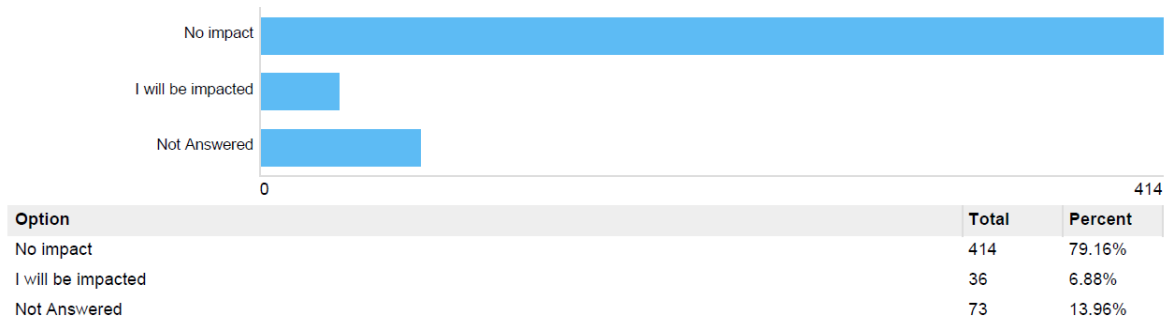 No impact
I will be impacted
Not Answered
0 414
Option Total Percent
No impact 414 79.16%
I will be impacted 36 6.88%
Not Answered 73 13.96%